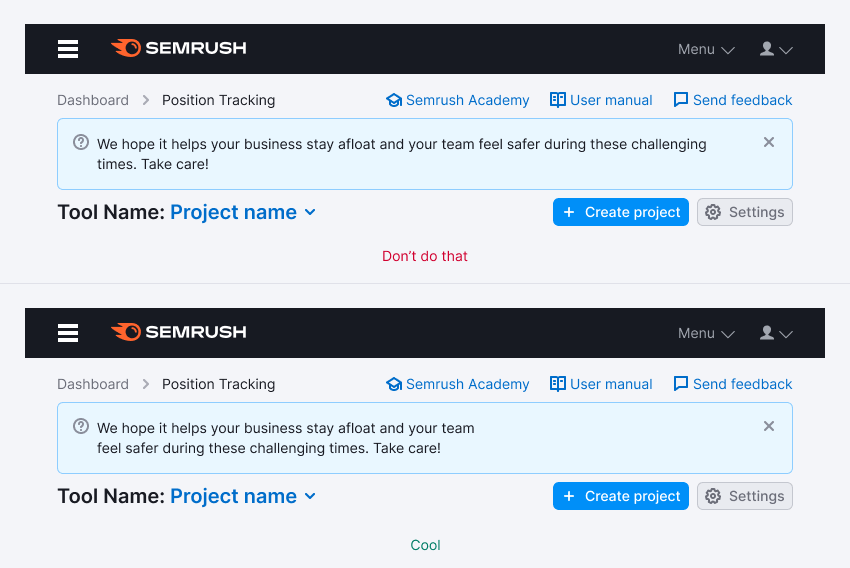 SEMRUSH Menu
Dashboard Position Tracking Semrush Academy User manual Send feedback
We hope it helps your business stay afloat and your team feel safer during these challenging
times. Take care!
Tool Name: Project name + Create project Settings
Don’t do that
SEMRUSH Menu
Dashboard Position Tracking Semrush Academy User manual Send feedback
We hope it helps your business stay afloat and your team
feel safer during these challenging times. Take care!
Tool Name: Project name + Create project Settings
Cool